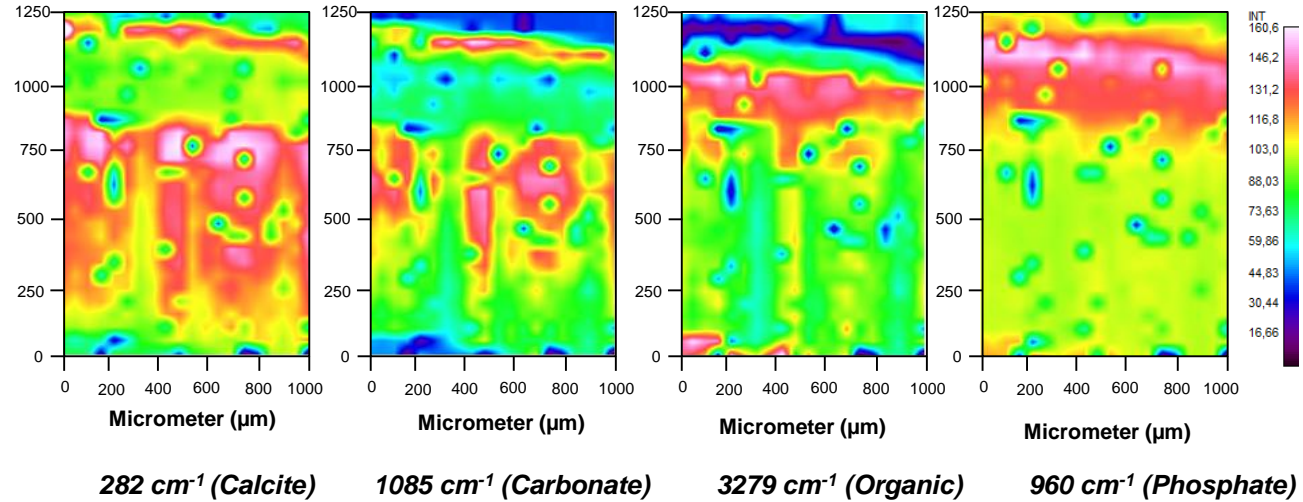 1250
1000
750
500
250
0
0 200 400 600 800 1000
Micrometer (µm)
282 cm-1 (Calcite)
1250
1000
750
500
250
0
0 200 400 600 800 1000
Micrometer (µm)
1085 cm-1 (Carbonate)
1250
1000
750
500
250
0
0 200 400 600 800 1000
Micrometer (µm)
3279 cm-1 (Organic)
1250
1000
750
500
250
0
0 200 400 600 800 1000
Micrometer (µm)
960 cm-1 (Phosphate)
INT
160,6
146,2
131,2
116,8
103,0
88,03
73,63
59,86
44,83
30,44
16,66